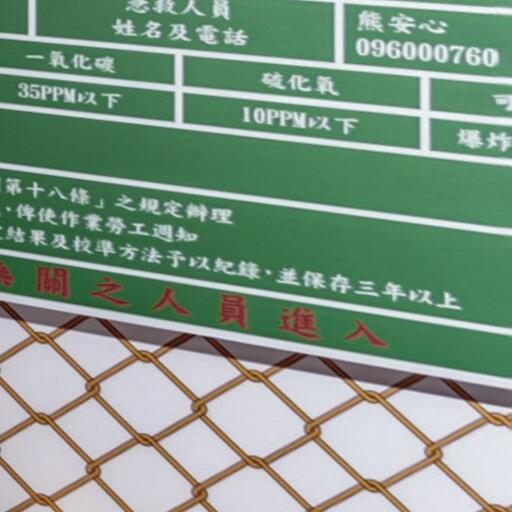 急救人員
姓名及電話
熊安心
096000760
一氧化碳
硫化氧
可
35PPM以下
10PPM以下
爆炸
第十八條」之規定辦理
，俾使作業勞工週知
結果及校準方法予以紀錄，並保存三年以上
無關之人員進入